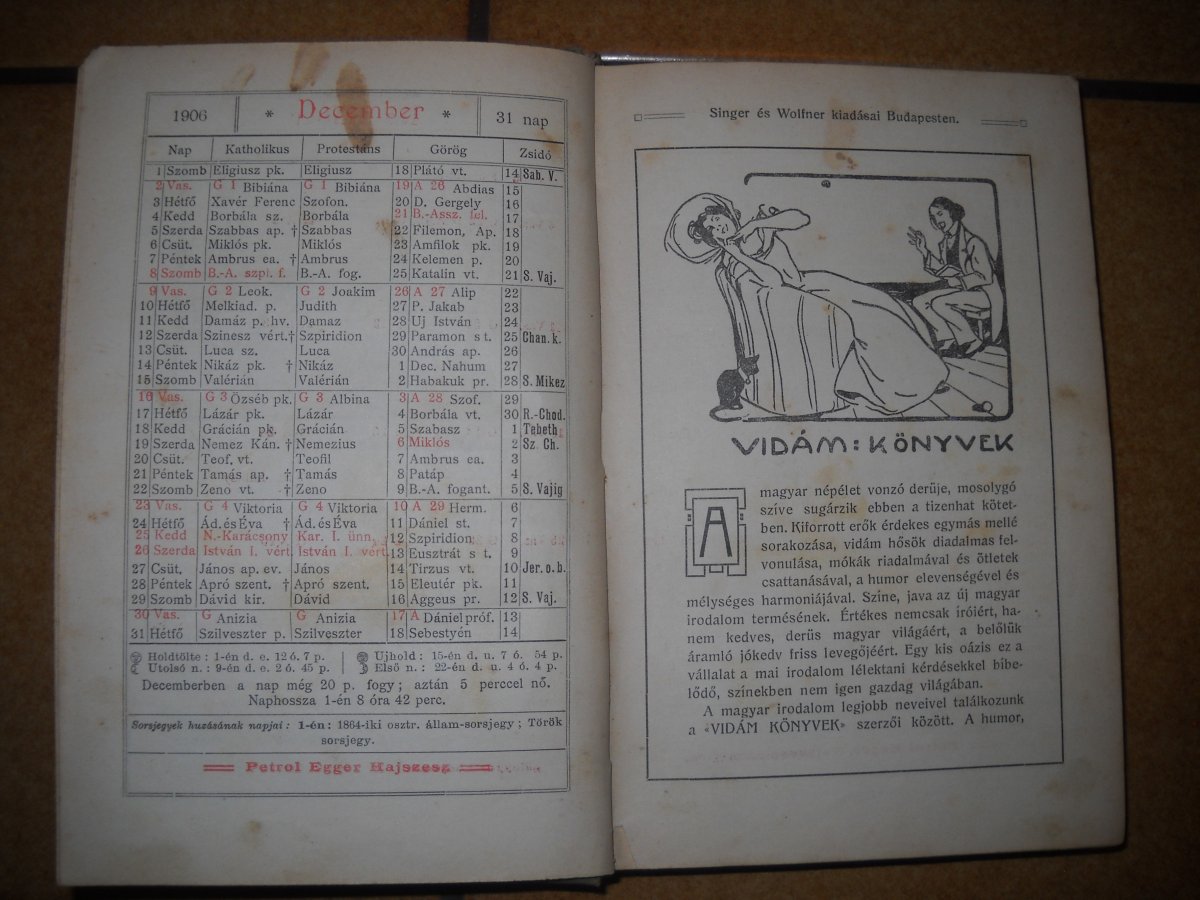 1906 * December * 31 nap
Nap Katholikus Protestáns Görög Zsidó
1 Szomb Eligiusz pk. Eligiusz 18 Plátó vt. 14 Sab. V.
2 Vas. G 1 Bibiána G 1 Bibiána 19 A 26 Abdias 15
3 Hétfő Xavér Ferenc Szofon. 20 D. Gergely 16
4 Kedd Borbála sz. Borbála 21 B.-Assz. fel. 17
5 Szerda Szabbas ap. † Szabbas 22 Filemon, Ap. 18
6 Csüt. Miklós pk. Miklós 23 Amfilok pk. 19
7 Péntek Ambrus ea. † Ambrus 24 Kelemen p. 20
8 Szomb B.-A. szpl. f. B.-A. fog. 25 Katalin vt. 21 S. Vaj.
9 Vas. G 2 Leok. G 2 Joakim 26 A 27 Alip 22
10 Hétfő Melkiad. p. Judith 27 P. Jakab 23
11 Kedd Damáz p. hv. Damaz 28 Uj István 24
12 Szerda Szinesz vért. † Szpiridion 29 Paramon s t. 25 Chan. k.
13 Csüt. Luca sz. Luca 30 András ap. 26
14 Péntek Nikáz pk. † Nikáz 1 Dec. Nahum 27
15 Szomb Valérián Valérián 2 Habakuk pr. 28 S. Mikez
16 Vas. G 3 Özséb pk. G 3 Albina 3 A 28 Szof. 29
17 Hétfő Lázár pk. Lázár 4 Borbála vt. 30 R.-Chod.
18 Kedd Grácián pk. Grácián 5 Szabasz 1 Tebeth
19 Szerda Nemez Kán. † Nemezius 6 Miklós 2 Sz. Ch.
20 Csüt. Teof. vt. Teofil 7 Ambrus ea. 3
21 Péntek Tamás ap. † Tamás 8 Patáp 4
22 Szomb Zeno vt. † Zeno 9 B.-A. fogant. 5 S. Vajig
23 Vas. G 4 Viktoria G 4 Viktoria 10 A 29 Herm. 6
24 Hétfő Ád. és Éva † Ád. és Éva 11 Dániel st. 7
25 Kedd N.-Karácsony Kar. I. ünn. 12 Szpiridion 8
26 Szerda István I. vért. István I. vért. 13 Eusztrát s t. 9
27 Csüt. János ap. ev. János 14 Tirzus vt. 10 Jer. o. b.
28 Péntek Apró szent. † Apró szent. 15 Eleutér pk. 11
29 Szomb Dávid kir. Dávid 16 Aggeus pr. 12 S. Vaj.
30 Vas. G Anizia G Anizia 17 A Dániel próf. 13
31 Hétfő Szilveszter p. Szilveszter 18 Sebestyén 14
Holdtölte: 1-én d. e. 12 ó. 7. p. Ujhold: 15-én d. u. 7 ó. 54 p.
Utolsó n.: 9-én d. e. 2 ó. 45 p. Első n.: 22-én d. u. 4 ó. 4 p.
Decemberben a nap még 20 p. fogy; aztán 5 perccel nő.
Naphossza 1-én 8 óra 42 perc.
Sorsjegyek huzásának napjai: 1-én: 1864-iki osztr. állam-sorsjegy; Török
sorsjegy.
Petrol Egger Hajszesz
Singer és Wolfner kiadásai Budapesten.
VIDÁM: KÖNYVEK
A magyar népélet vonzó derüje, mosolygó
szíve sugárzik ebben a tizenhat kötet-
ben. Kiforrott erők érdekes egymás mellé
sorakozása, vidám hősök diadalmas fel-
vonulása, mókák riadalmával és ötletek
csattanásával, a humor elevenségével és
mélységes harmoniájával. Színe, java az új magyar
irodalom termésének. Értékes nemcsak íróiért, ha-
nem kedves, derüs magyar világáért, a belőlük
áramló jókedv friss levegőjéért. Egy kis oázis ez a
vállalat a mai irodalom lélektani kérdésekkel bibe-
lődő, színekben nem igen gazdag világában.
A magyar irodalom legjobb neveivel találkozunk
a «VIDÁM KÖNYVEK» szerzői között. A humor,